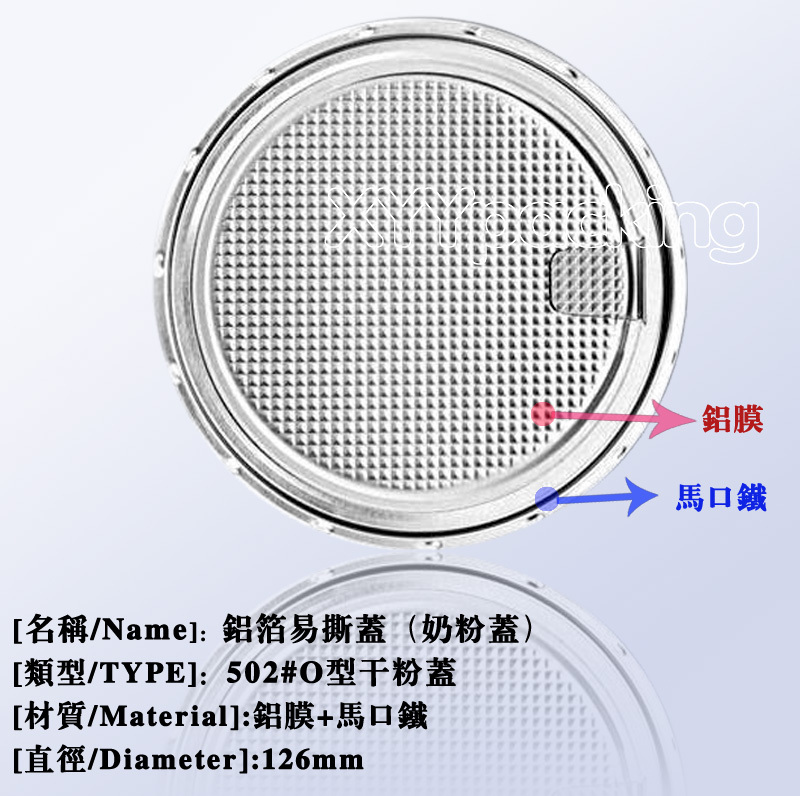 XYYpacking
鋁膜
馬口鐵
[名稱/Name]: 鋁箔易撕蓋（奶粉蓋）
[類型/TYPE]: 502#O型干粉蓋
[材質/Material]:鋁膜+馬口鐵
[直徑/Diameter]:126mm